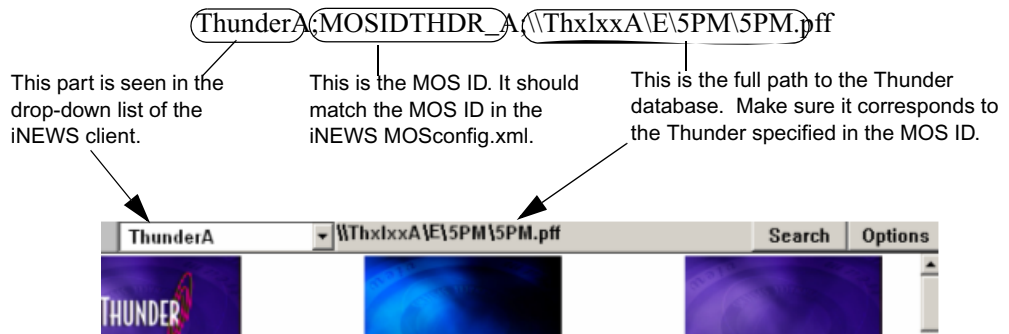 ThunderA;MOSIDTHDR_A;\\ThxlxxA\E\5PM\5PM.pff
This part is seen in the
drop-down list of the
iNEWS client.
This is the MOS ID. It should
match the MOS ID in the
iNEWS MOSconfig.xml.
This is the full path to the Thunder
database. Make sure it corresponds to
the Thunder specified in the MOS ID.
ThunderA \\ThxlxxA\E\5PM\5PM.pff Search Options
THUNDER